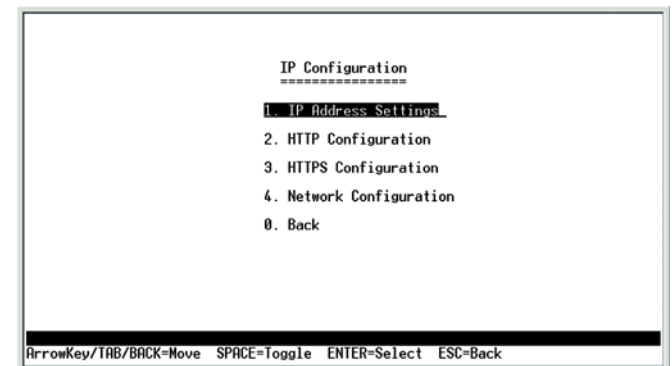 IP Configuration
================
1. IP Address Settings
2. HTTP Configuration
3. HTTPS Configuration
4. Network Configuration
0. Back
ArrowKey/TAB/BACK=Move  SPACE=Toggle  ENTER=Select  ESC=Back